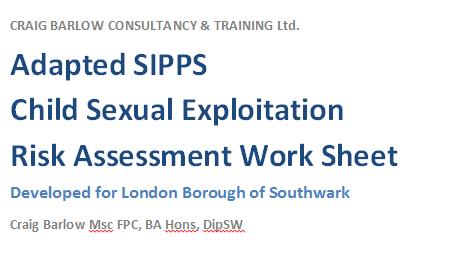 CRAIG BARLOW CONSULTANCY & TRAINING Ltd.
Adapted SIPPS
Child Sexual Exploitation
Risk Assessment Work Sheet
Developed for London Borough of Southwark
Craig Barlow Msc FPC, BA Hons, DipSW